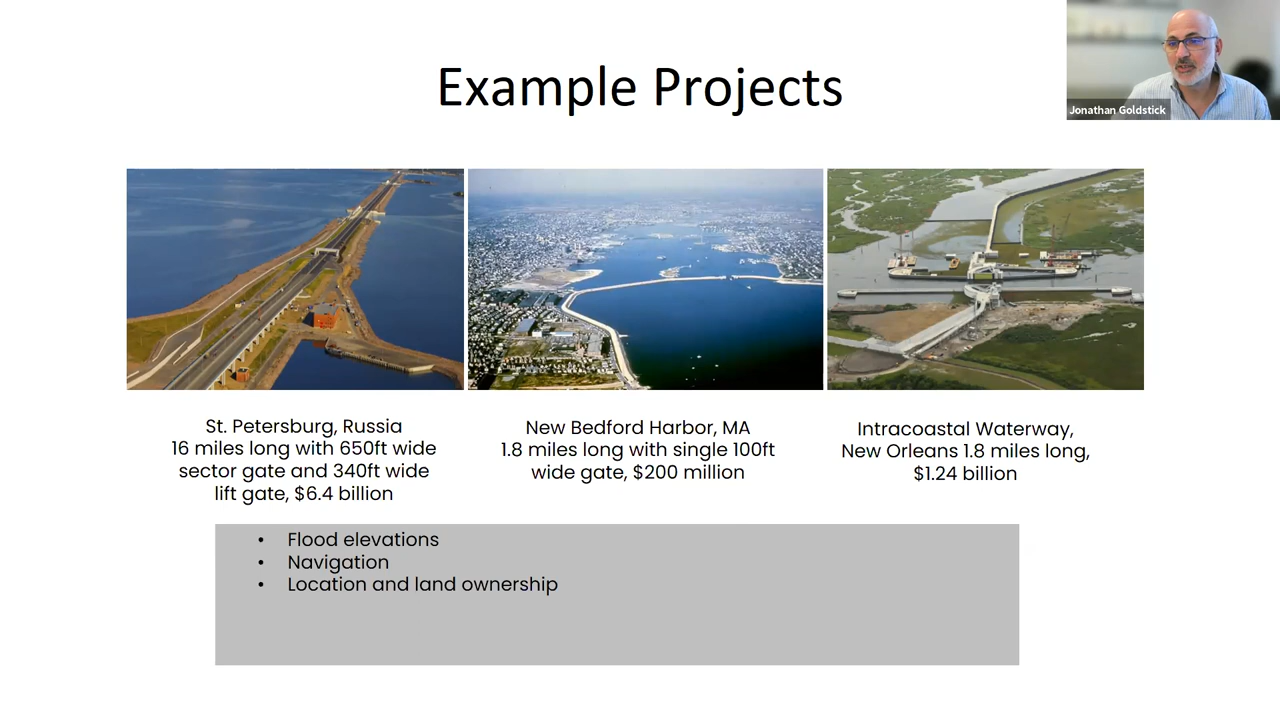 Example Projects
Jonathan Goldstick
St. Petersburg, Russia
16 miles long with 650ft wide
sector gate and 340ft wide
lift gate, $6.4 billion
New Bedford Harbor, MA
1.8 miles long with single 100ft
wide gate, $200 million
Intracoastal Waterway,
New Orleans 1.8 miles long,
$1.24 billion
• Flood elevations
• Navigation
• Location and land ownership